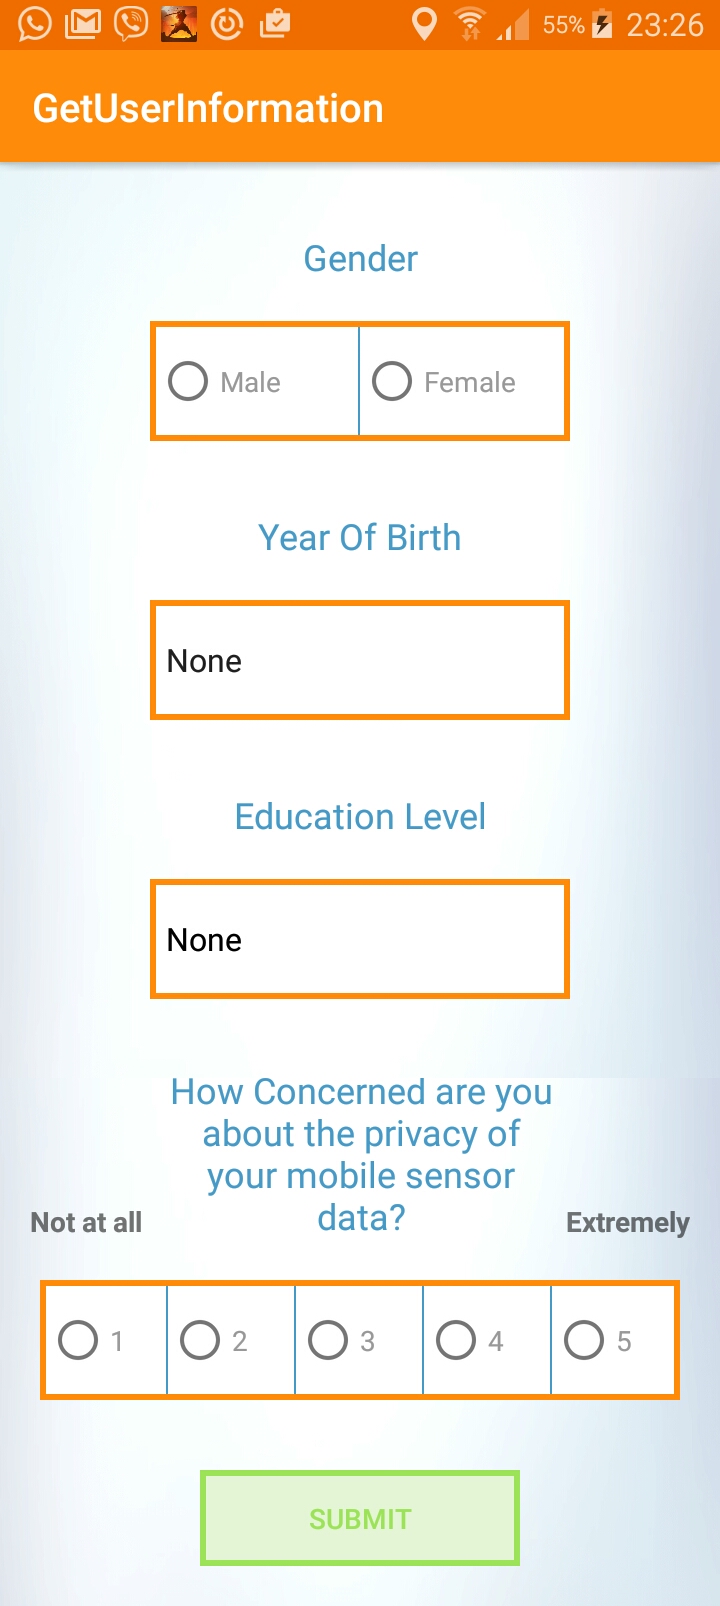 55% 23:26
GetUserInformation
Gender
Male Female
Year Of Birth
None
Education Level
None
How Concerned are you
about the privacy of
your mobile sensor
data?
Not at all Extremely
1 2 3 4 5
SUBMIT